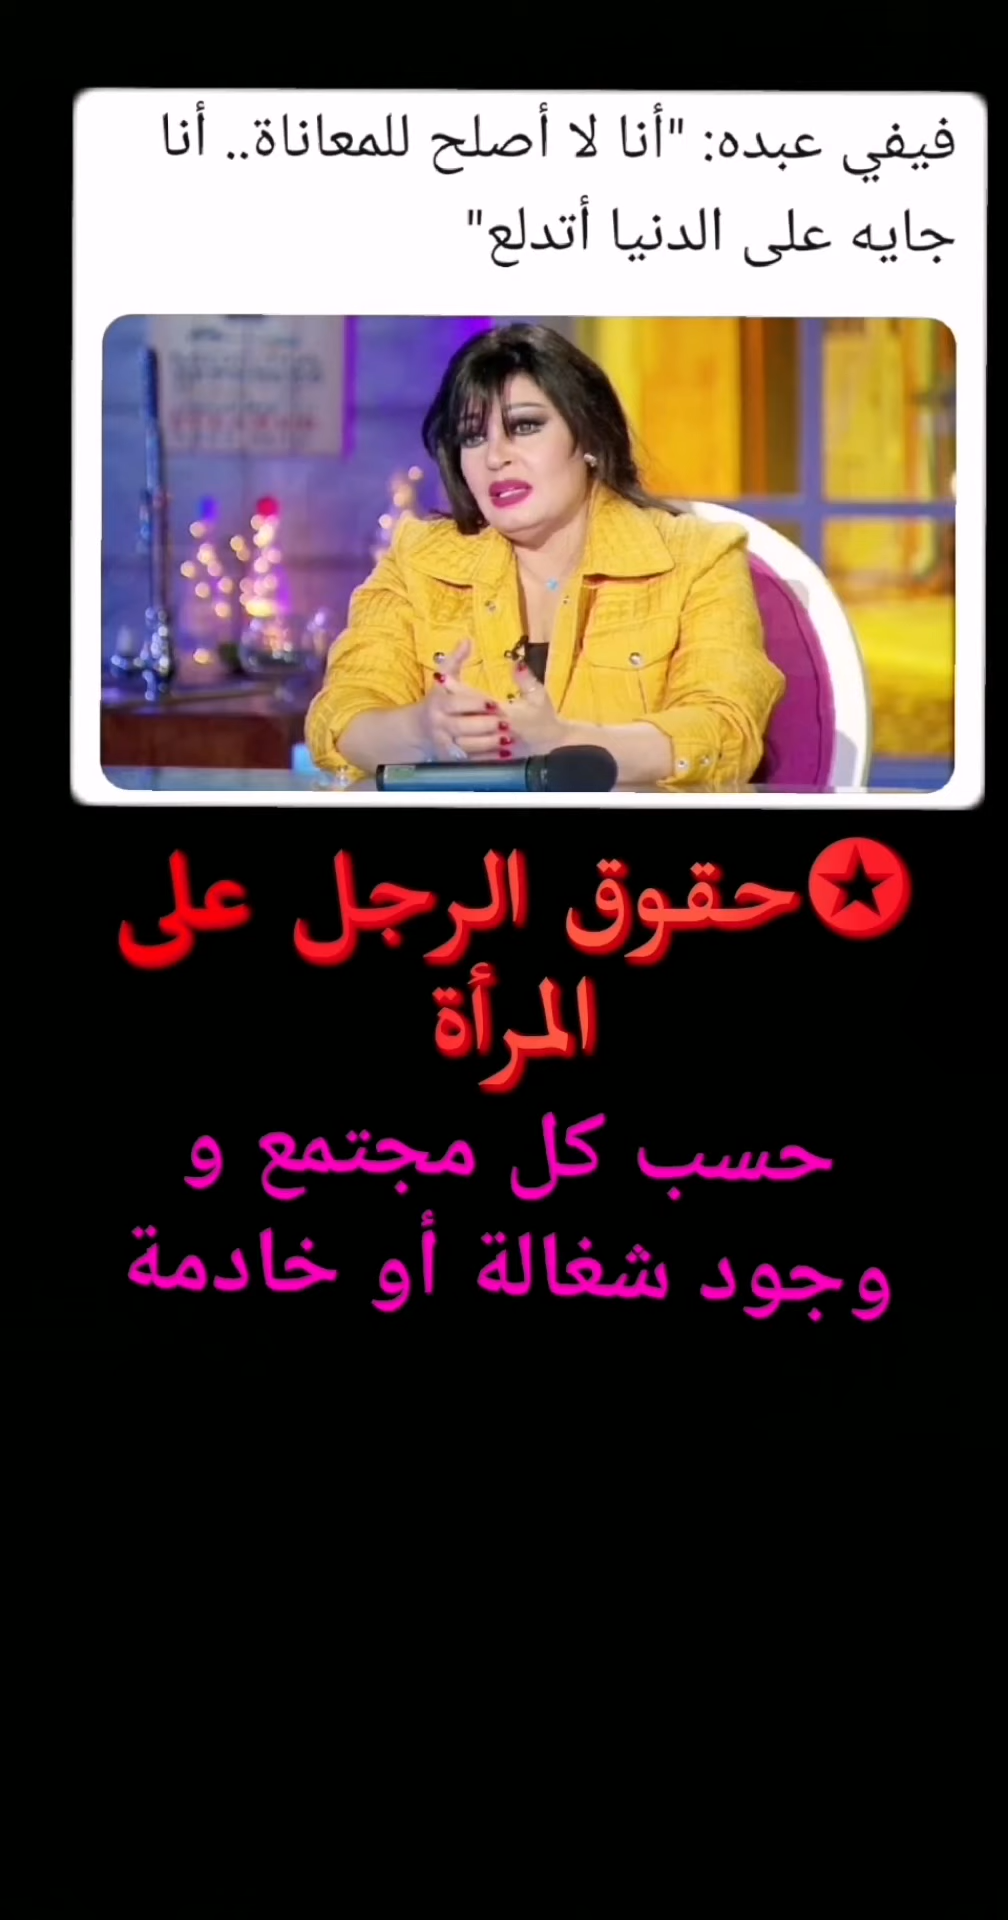 فيفي عبده: "أنا لا أصلح للمعاناة.. أنا
جايه على الدنيا أتدلع"
✪حقوق الرجل على
المرأة
حسب كل مجتمع و
وجود شغالة أو خادمة